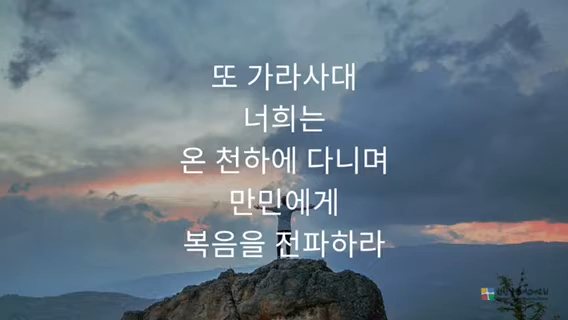 또 가라사대
너희는
온 천하에 다니며
만민에게
복음을 전파하라